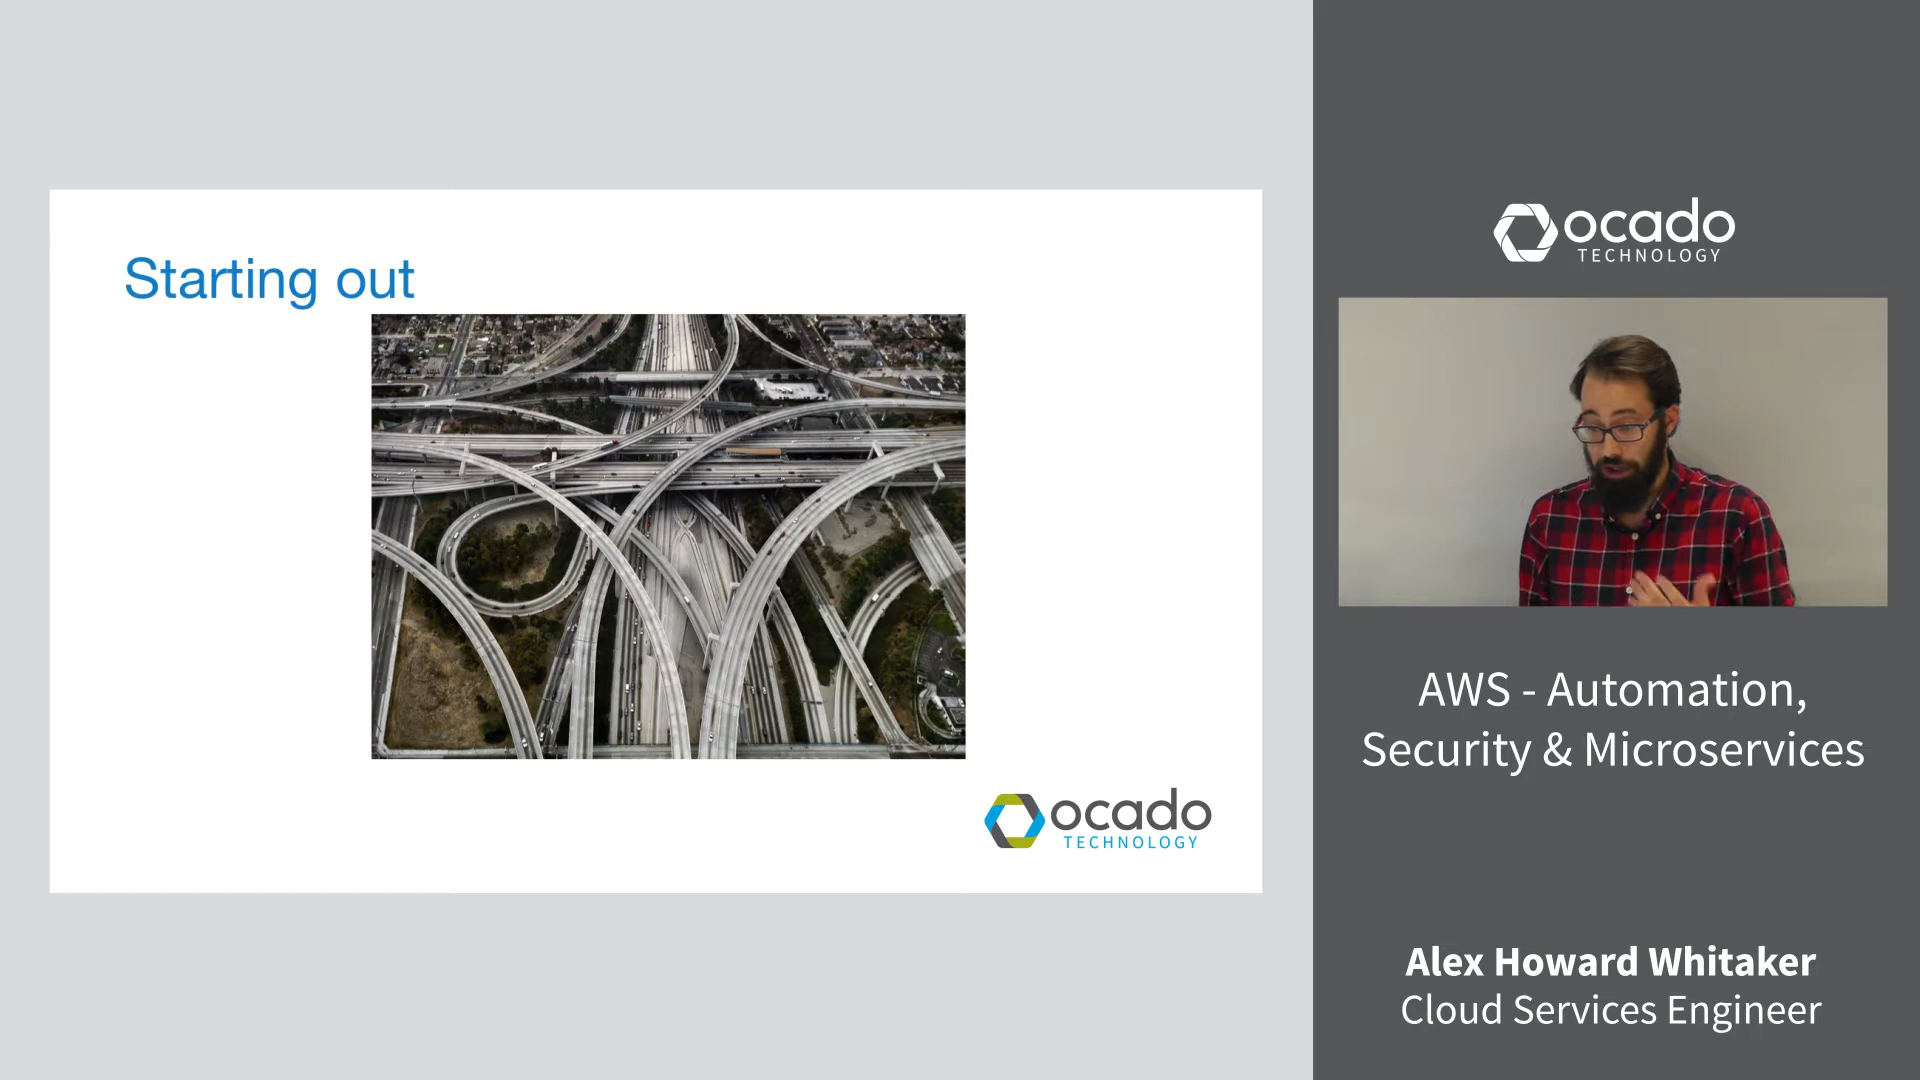 Starting out
ocado
TECHNOLOGY
ocado
TECHNOLOGY
AWS - Automation,
Security & Microservices
Alex Howard Whitaker
Cloud Services Engineer